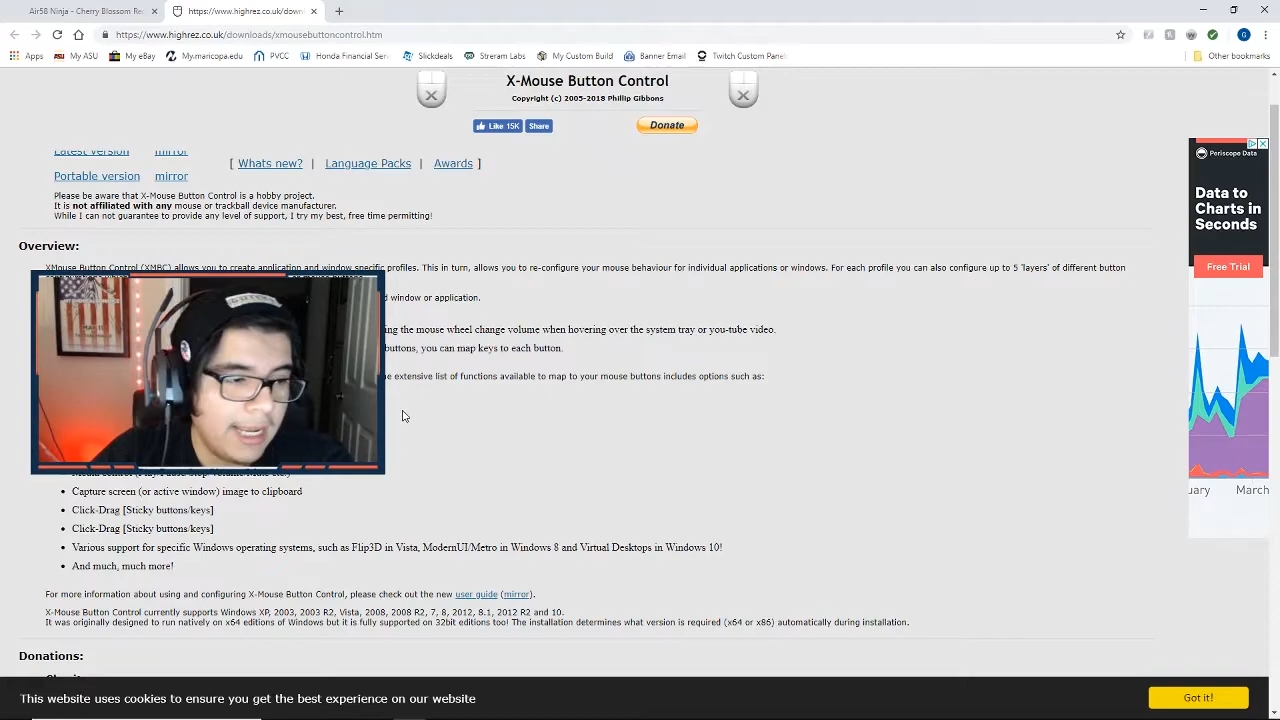 Air58 Ninja - Cherry Blossom Re
https://www.highrez.co.uk/down
https://www.highrez.co.uk/downloads/xmousebuttoncontrol.htm
Apps
My ASU
My eBay
My.maricopa.edu
PVCC
Honda Financial Serv
Slickdeals
Stream Labs
My Custom Build
Banner Email
Twitch Custom Pane
Other bookmarks
X-Mouse Button Control
Copyright (c) 2005-2018 Phillip Gibbons
Like 15K Share
Donate
Latest version mirror
[ Whats new? | Language Packs | Awards ]
Portable version mirror
Please be aware that X-Mouse Button Control is a hobby project.
It is not affiliated with any mouse or trackball device manufacturer.
While I can not guarantee to provide any level of support, I try my best, free time permitting!
Overview:
XMouse Button Control (XMBC) allows you to create application and window specific profiles. This in turn, allows you to re-configure your mouse behaviour for individual applications or windows. For each profile, you can also configure up to 5 'layers' of different button
d window or application.
ing the mouse wheel change volume when hovering over the system tray or you-tube video.
buttons, you can map keys to each button.
e extensive list of functions available to map to your mouse buttons includes options such as:
Media control (Play/Pause/Stop/Volume/Mute etc.)
• Capture screen (or active window) image to clipboard
• Click-Drag [Sticky buttons/keys]
• Click-Drag [Sticky buttons/keys]
• Various support for specific Windows operating systems, such as Flip3D in Vista, ModernUI/Metro in Windows 8 and Virtual Desktops in Windows 10!
• And much, much more!
For more information about using and configuring X-Mouse Button Control, please check out the new user guide (mirror).
X-Mouse Button Control currently supports Windows XP, 2003, 2003 R2, Vista, 2008, 2008 R2, 7, 8, 2012, 8.1, 2012 R2 and 10.
It was originally designed to run natively on x64 editions of Windows but it is fully supported on 32bit editions too! The installation determines what version is required (x64 or x86) automatically during installation.
Donations:
Periscope Data
Data to
Charts in
Seconds
Free Trial
uary March
This website uses cookies to ensure you get the best experience on our website
Got it!